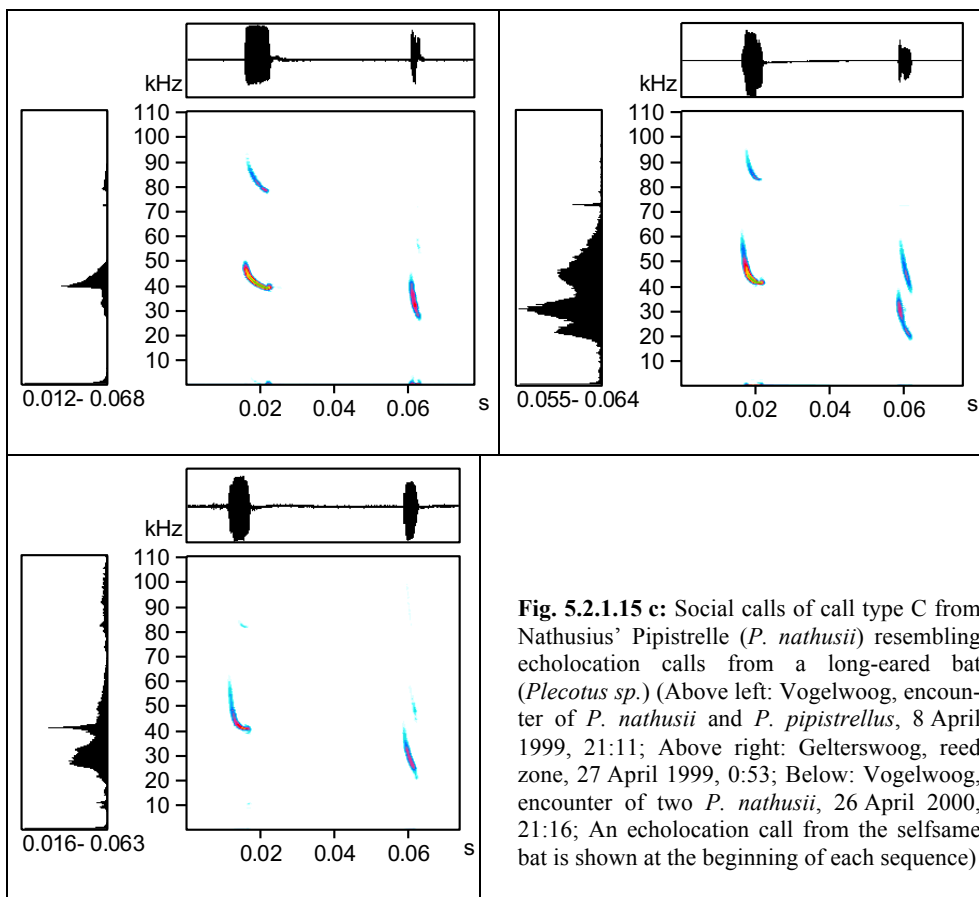 kHz
110
100
90
80
70
60
50
40
30
20
10
0.012- 0.068
0.02 0.04 0.06 s
kHz
110
100
90
80
70
60
50
40
30
20
10
0.055- 0.064
0.02 0.04 0.06 s
kHz
110
100
90
80
70
60
50
40
30
20
10
0.016- 0.063
0.02 0.04 0.06 s
Fig. 5.2.1.15 c: Social calls of call type C from
Nathusius’ Pipistrelle (P. nathusii) resembling
echolocation calls from a long-eared bat
(Plecotus sp.) (Above left: Vogelwoog, encoun-
ter of P. nathusii and P. pipistrellus, 8 April
1999, 21:11; Above right: Gelterswoog, reed
zone, 27 April 1999, 0:53; Below: Vogelwoog,
encounter of two P. nathusii, 26 April 2000,
21:16; An echolocation call from the selfsame
bat is shown at the beginning of each sequence)